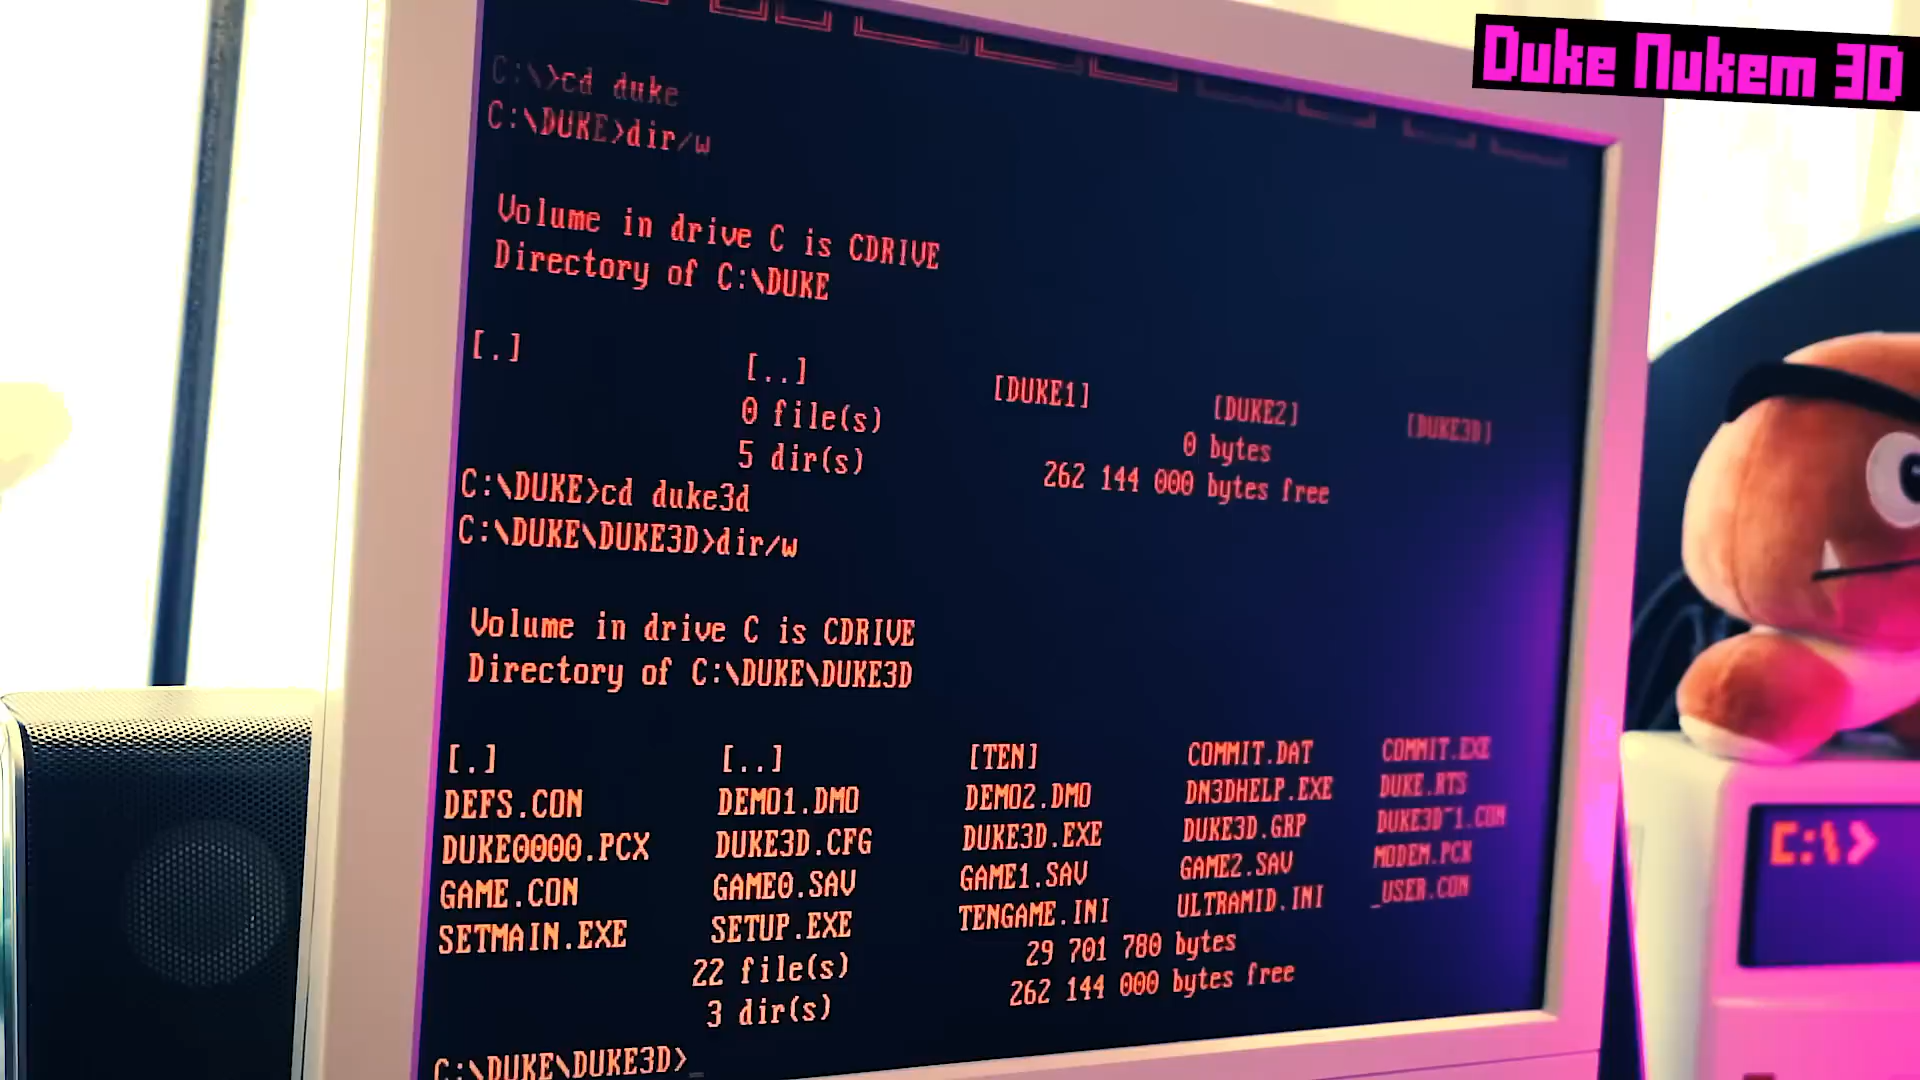 Duke Nukem 3D
C:\>cd duke
C:\DUKE>dir/w
Volume in drive C is CDRIVE
Directory of C:\DUKE
[.] [..] [DUKE1] [DUKE2] [DUKE3D]
0 file(s) 0 bytes
5 dir(s) 262 144 000 bytes free
C:\DUKE>cd duke3d
C:\DUKE\DUKE3D>dir/w
Volume in drive C is CDRIVE
Directory of C:\DUKE\DUKE3D
[.] [..] [TEN] COMMIT.DAT COMMIT.EXE
DEFS.CON DEMO1.DMO DEMO2.DMO DN3DHELP.EXE DUKE.RTS
DUKE0000.PCX DUKE3D.CFG DUKE3D.EXE DUKE3D.GRP DUKE3D~1.CON
GAME.CON GAME0.SAV GAME1.SAV GAME2.SAV MODEM.PCK
SETMAIN.EXE SETUP.EXE TENGAME.INI ULTRAMID.INI _USER.CON
22 file(s) 29 701 780 bytes
3 dir(s) 262 144 000 bytes free
C:\DUKE\DUKE3D>_
C:\>